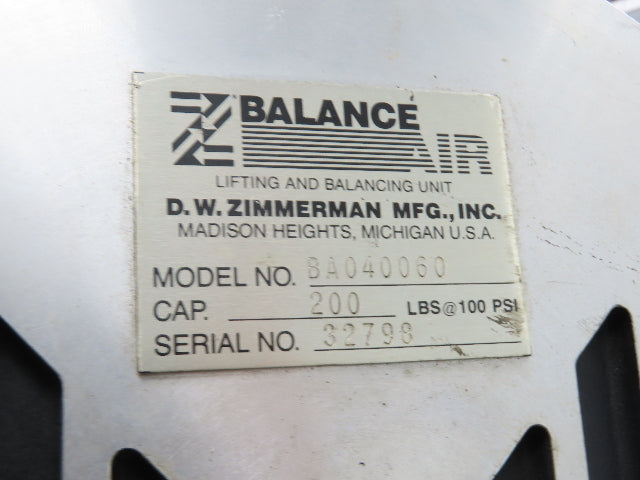 BALANCE
AIR
LIFTING AND BALANCING UNIT
D.W. ZIMMERMAN MFG., INC.
MADISON HEIGHTS, MICHIGAN U.S.A.
MODEL NO. BA040060
CAP. 200 LBS@100 PSI
SERIAL NO. 32798